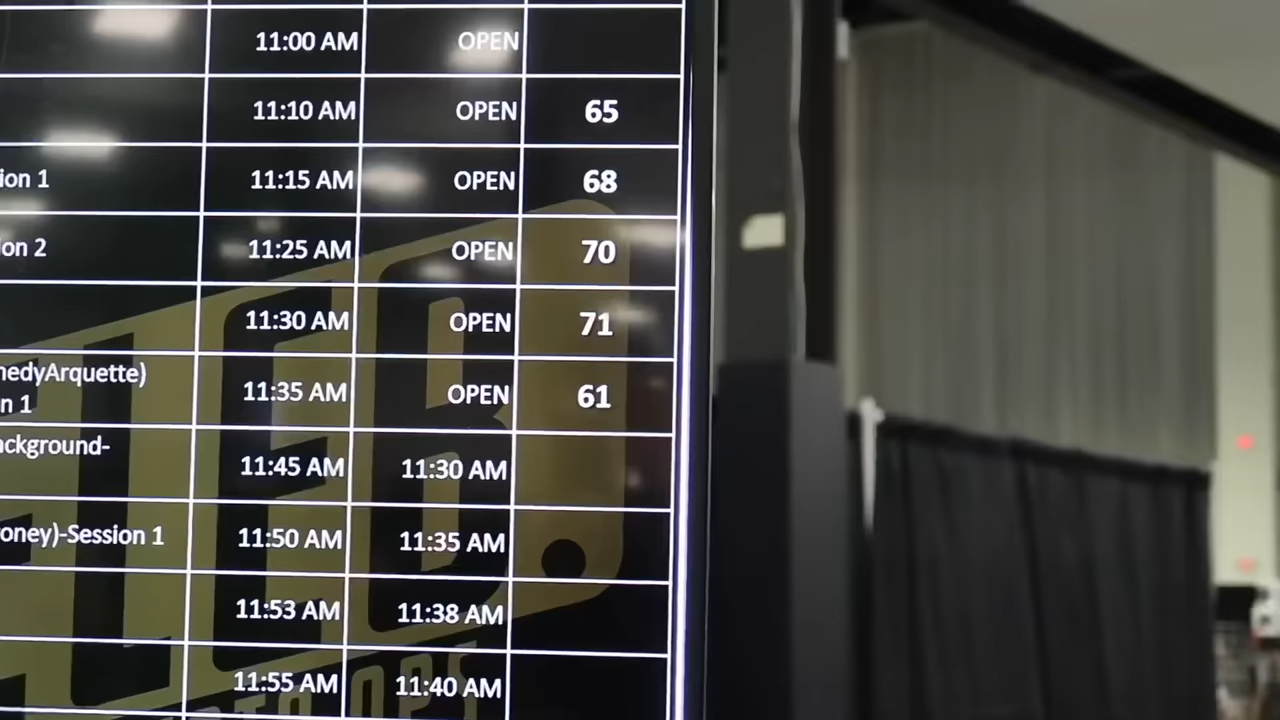 11:00 AM OPEN
11:10 AM OPEN 65
ion 1 11:15 AM OPEN 68
on 2 11:25 AM OPEN 70
11:30 AM OPEN 71
nedyArquette)
n 1 11:35 AM OPEN 61
ackground-
11:45 AM 11:30 AM
oney)-Session 1 11:50 AM 11:35 AM
11:53 AM 11:38 AM
11:55 AM 11:40 AM
OPS